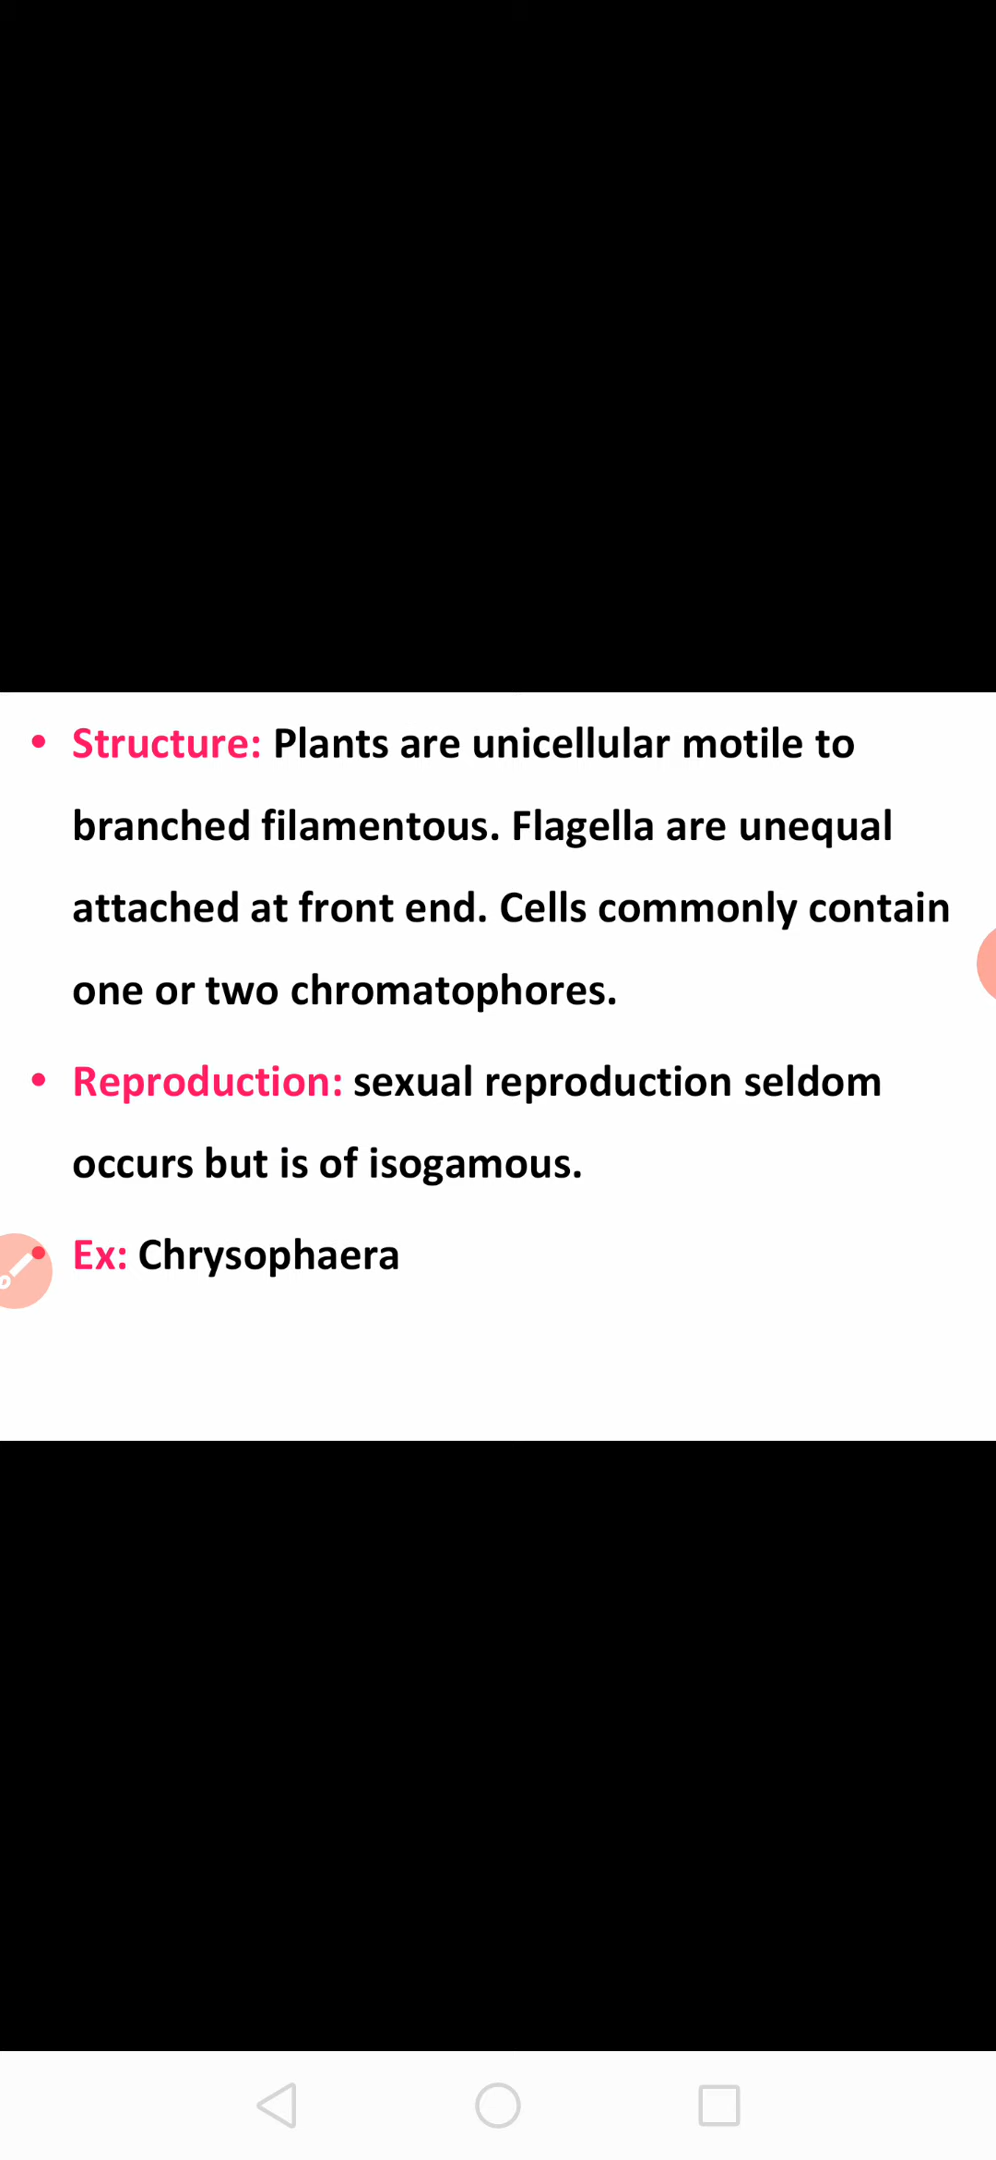 • Structure: Plants are unicellular motile to
branched filamentous. Flagella are unequal
attached at front end. Cells commonly contain
one or two chromatophores.
• Reproduction: sexual reproduction seldom
occurs but is of isogamous.
• Ex: Chrysophaera